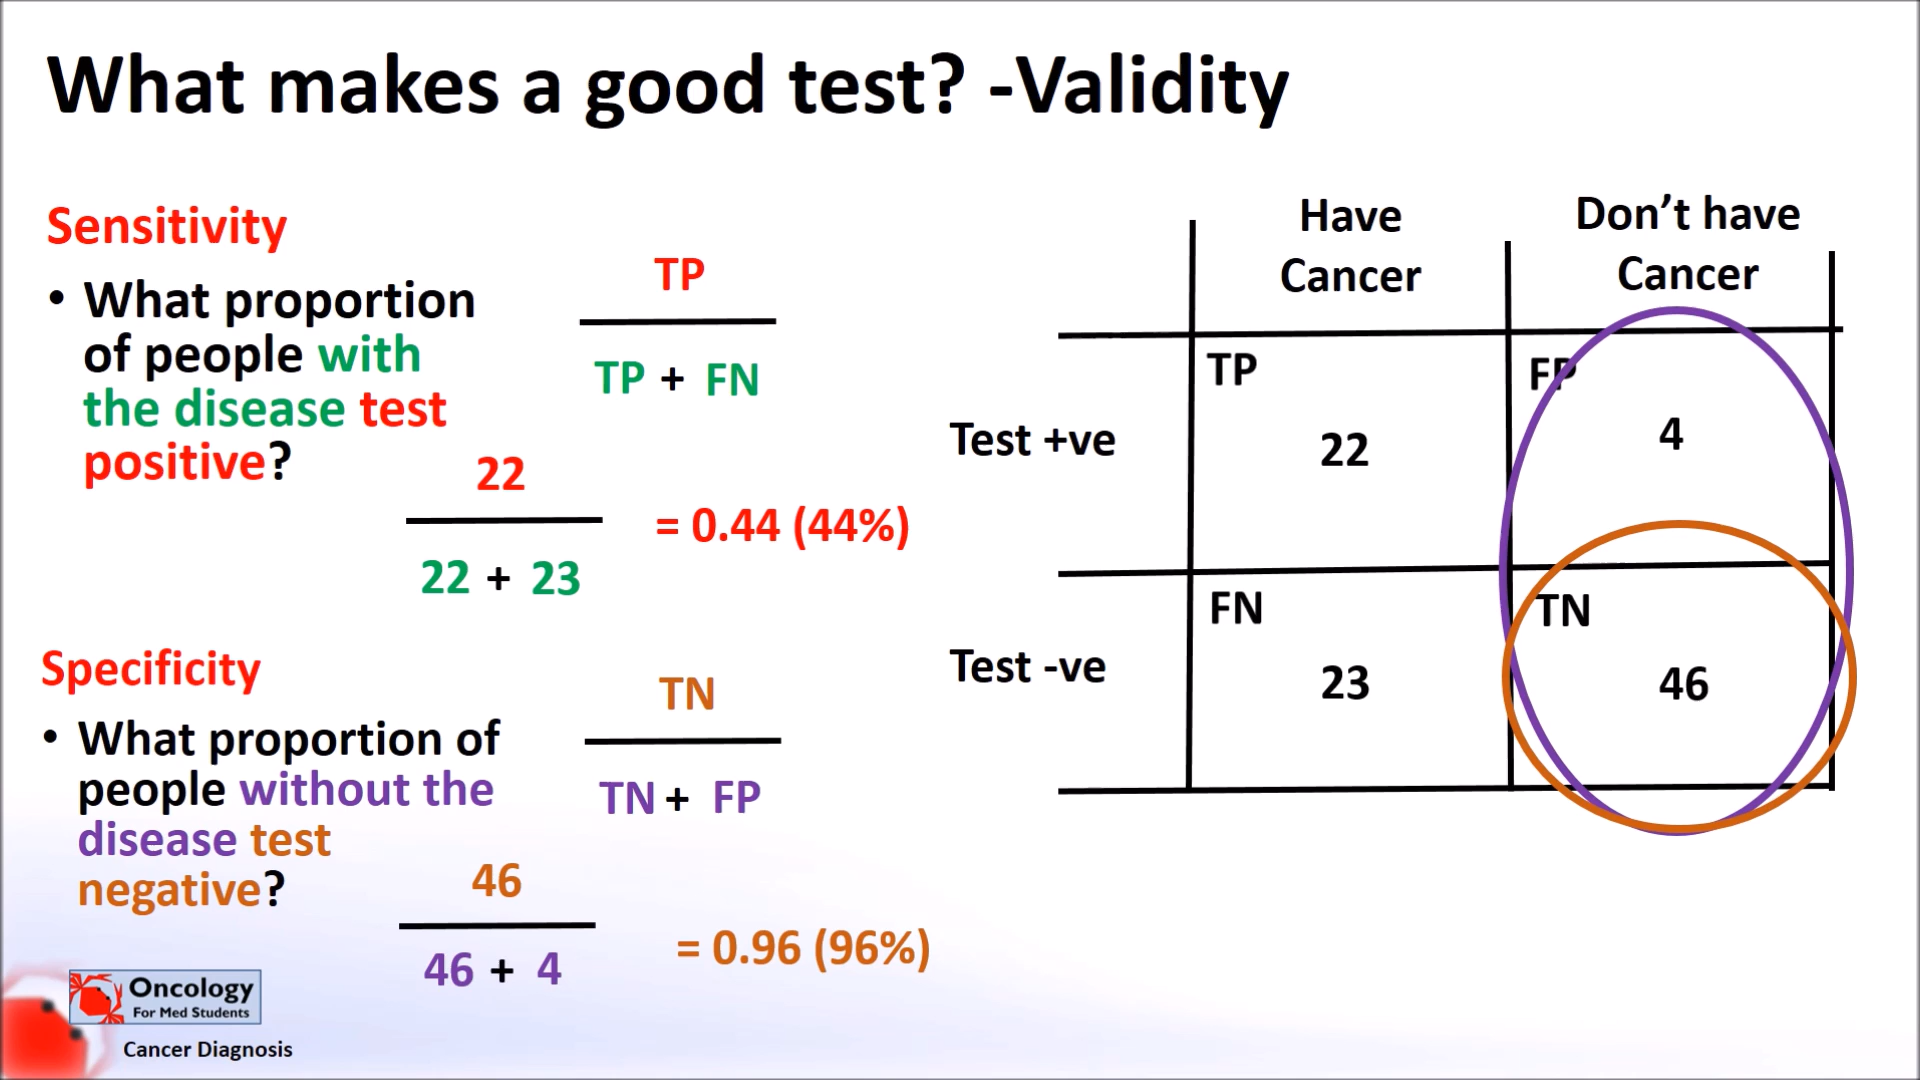 What makes a good test? -Validity
Sensitivity
• What proportion
of people with
the disease test
positive?
TP
TP + FN
22
22 + 23
= 0.44 (44%)
Specificity
• What proportion of
people without the
disease test
negative?
TN
TN + FP
46
46 + 4
= 0.96 (96%)
Have
Cancer
Don’t have
Cancer
Test +ve
TP
22
FP
4
Test -ve
FN
23
TN
46
Oncology
For Med Students
Cancer Diagnosis